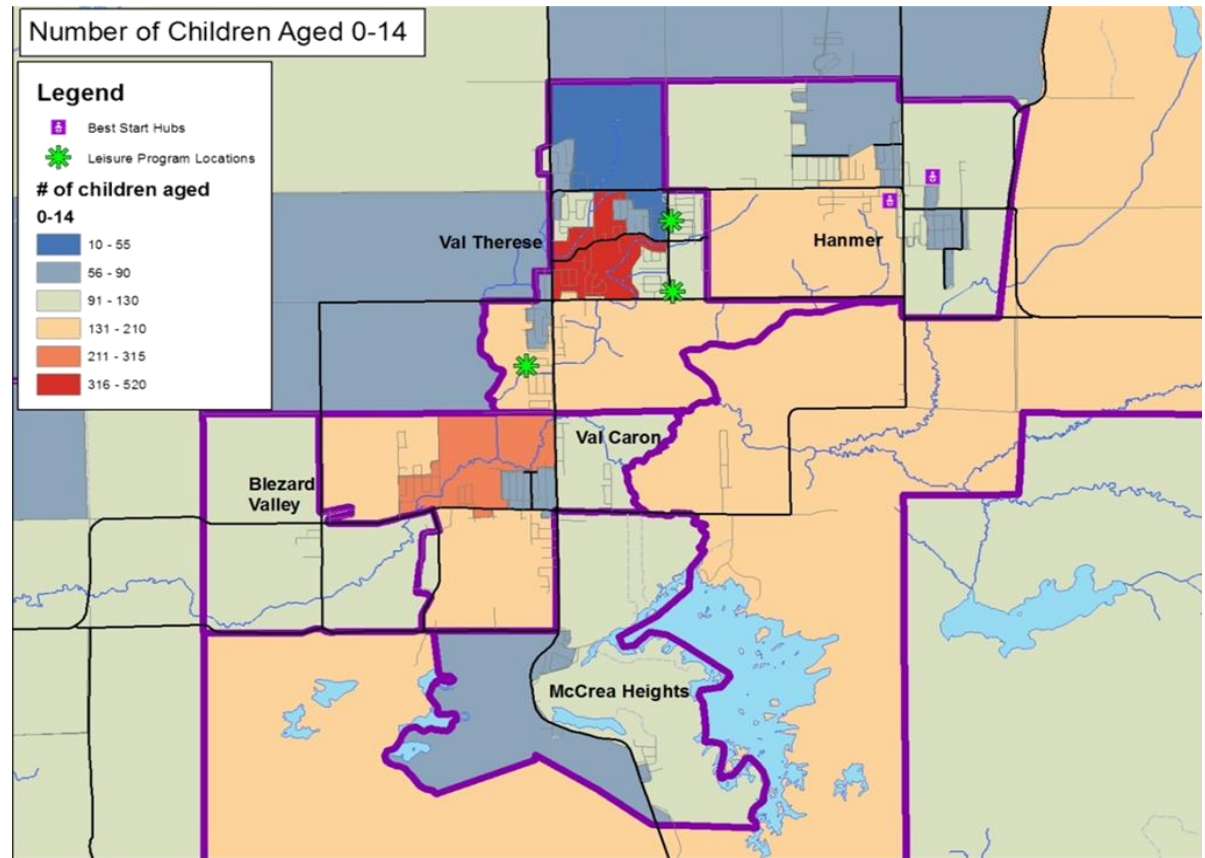 Number of Children Aged 0-14
Legend
Best Start Hubs
Leisure Program Locations
# of children aged
0-14
10 - 55
56 - 90
91 - 130
131 - 210
211 - 315
316 - 520
Val Therese
Hanmer
Val Caron
Blezard
Valley
McCrea Heights